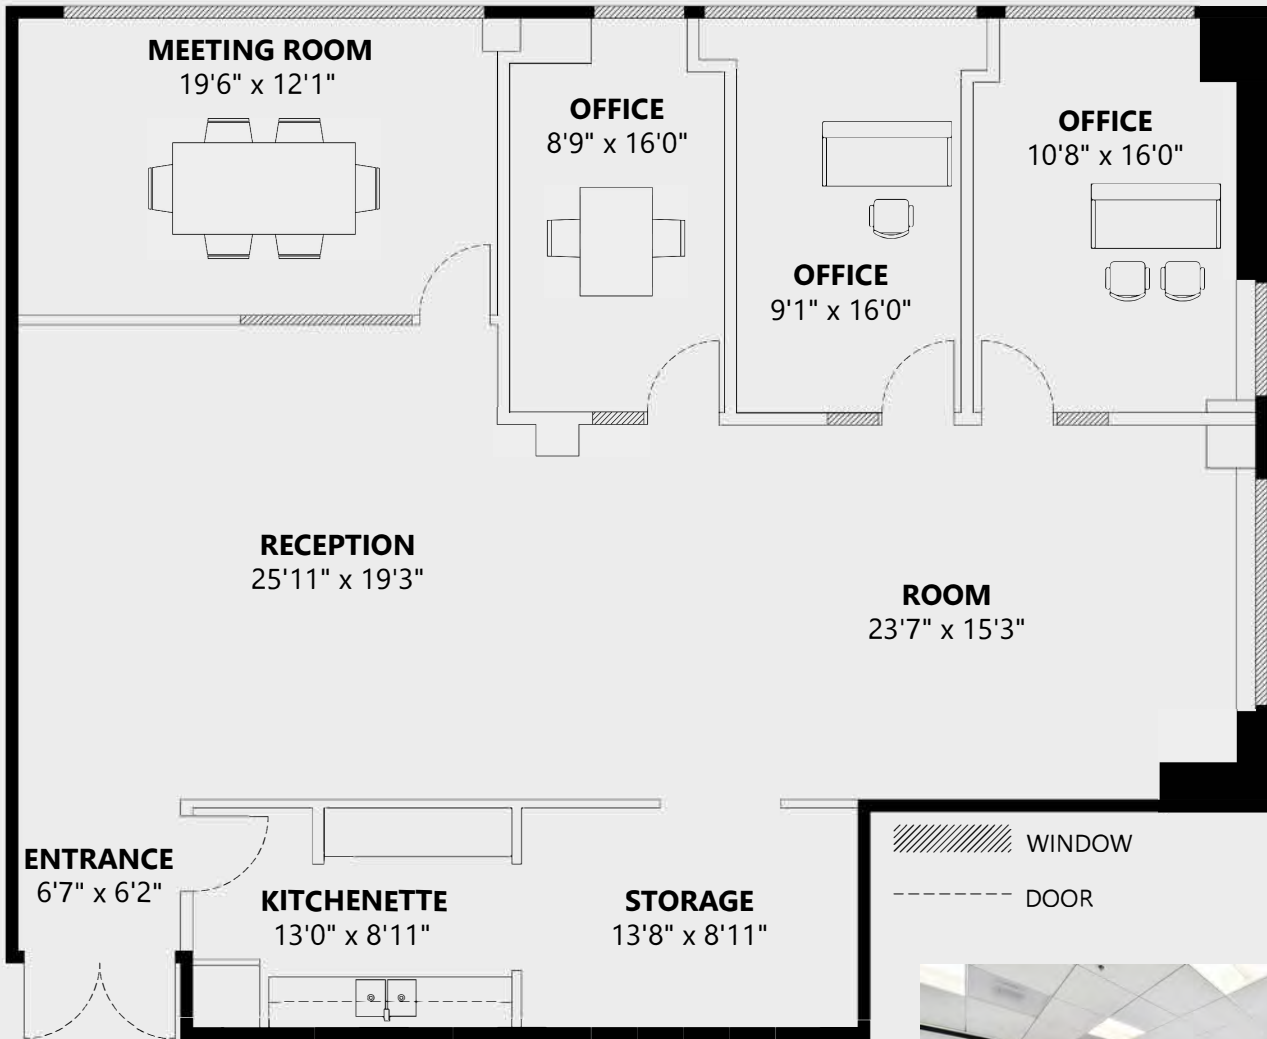 MEETING ROOM
19'6" x 12'1"
OFFICE
8'9" x 16'0"
OFFICE
10'8" x 16'0"
OFFICE
9'1" x 16'0"
RECEPTION
25'11" x 19'3"
ROOM
23'7" x 15'3"
ENTRANCE
6'7" x 6'2"
KITCHENETTE
13'0" x 8'11"
STORAGE
13'8" x 8'11"
WINDOW
DOOR